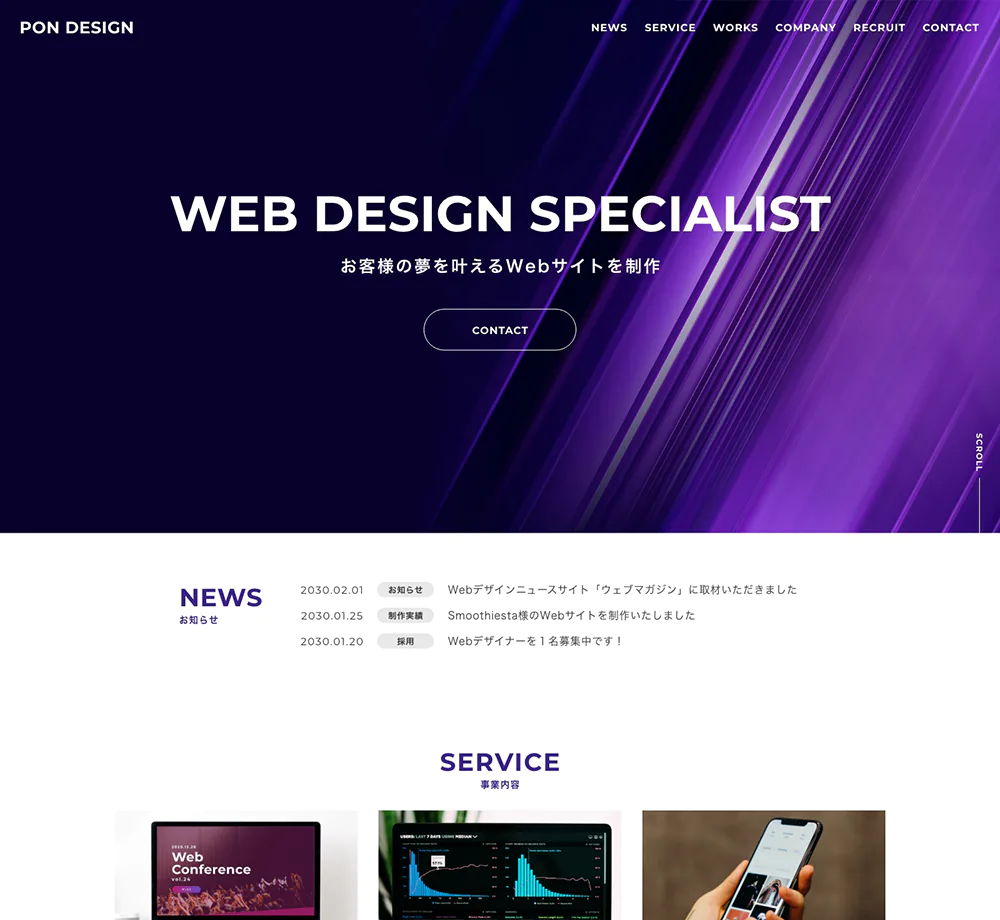 PON DESIGN
NEWS SERVICE WORKS COMPANY RECRUIT CONTACT
WEB DESIGN SPECIALIST
お客様の夢を叶えるWebサイトを制作
CONTACT
SCROLL
NEWS
お知らせ
2030.02.01 お知らせ Webデザインニュースサイト「ウェブマガジン」に取材いただきました
2030.01.25 制作実績 Smoothiesta様のWebサイトを制作いたしました
2030.01.20 採用 Webデザイナーを１名募集中です！
SERVICE
事業内容
Web
Conference
vol.24
USERS: LAST 7 DAYS USING MEDIAN